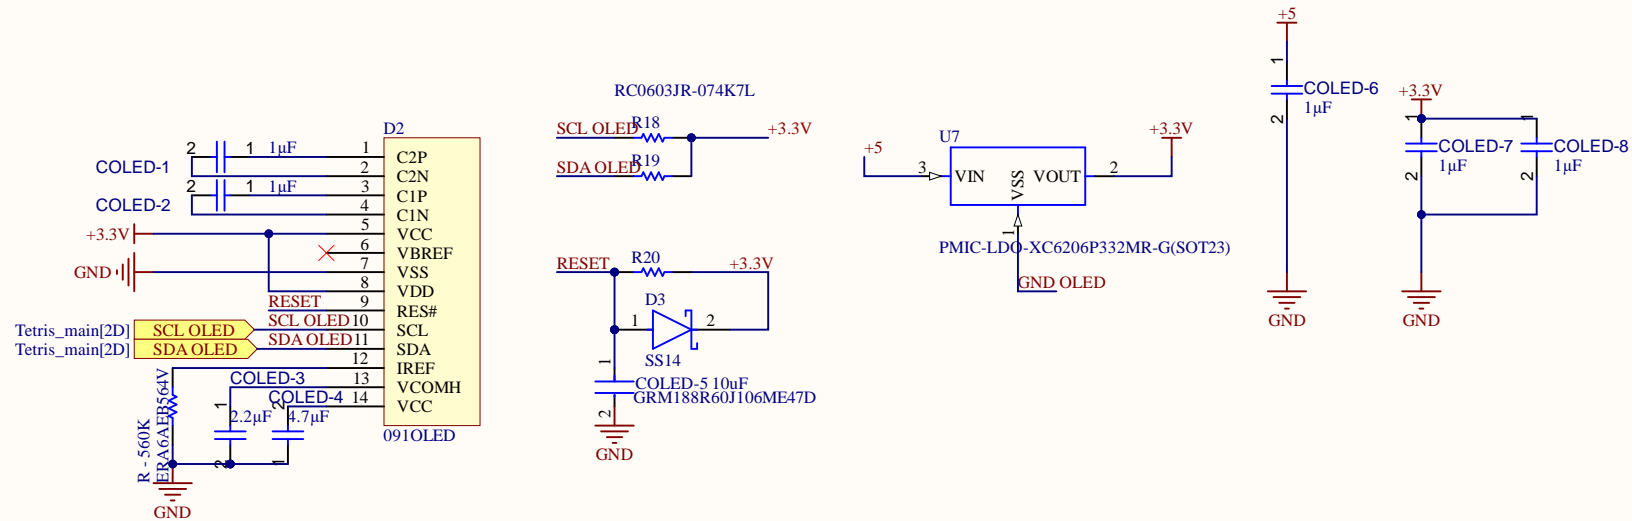 D2
2 1 1µF
COLED-1
2 1 1µF
COLED-2
+3.3V
GND
1 C2P
2 C2N
3 C1P
4 C1N
5 VCC
6 VBREF
7 VSS
8 VDD
RESET 9 RES#
Tetris_main[2D] SCL OLED SCL OLED 10 SCL
Tetris_main[2D] SDA OLED SDA OLED 11 SDA
12 IREF
13 VCOMH
14 VCC
091OLED
R - 560K
ERA6AEB564V
COLED-3
1 2.2µF 2
COLED-4
2 4.7µF 1
GND
RC0603JR-074K7L
SCL OLED R18 +3.3V
SDA OLED R19
RESET R20 +3.3V
D3
1 2
SS14
1
COLED-5 10uF
GRM188R60J106ME47D
2
GND
U7
+5 3 VIN VSS VOUT 2 +3.3V
1
PMIC-LDO-XC6206P332MR-G(SOT23)
GND OLED
+5
1
COLED-6
1µF
2
GND
+3.3V
1 1
COLED-7 COLED-8
1µF 1µF
2 2
GND